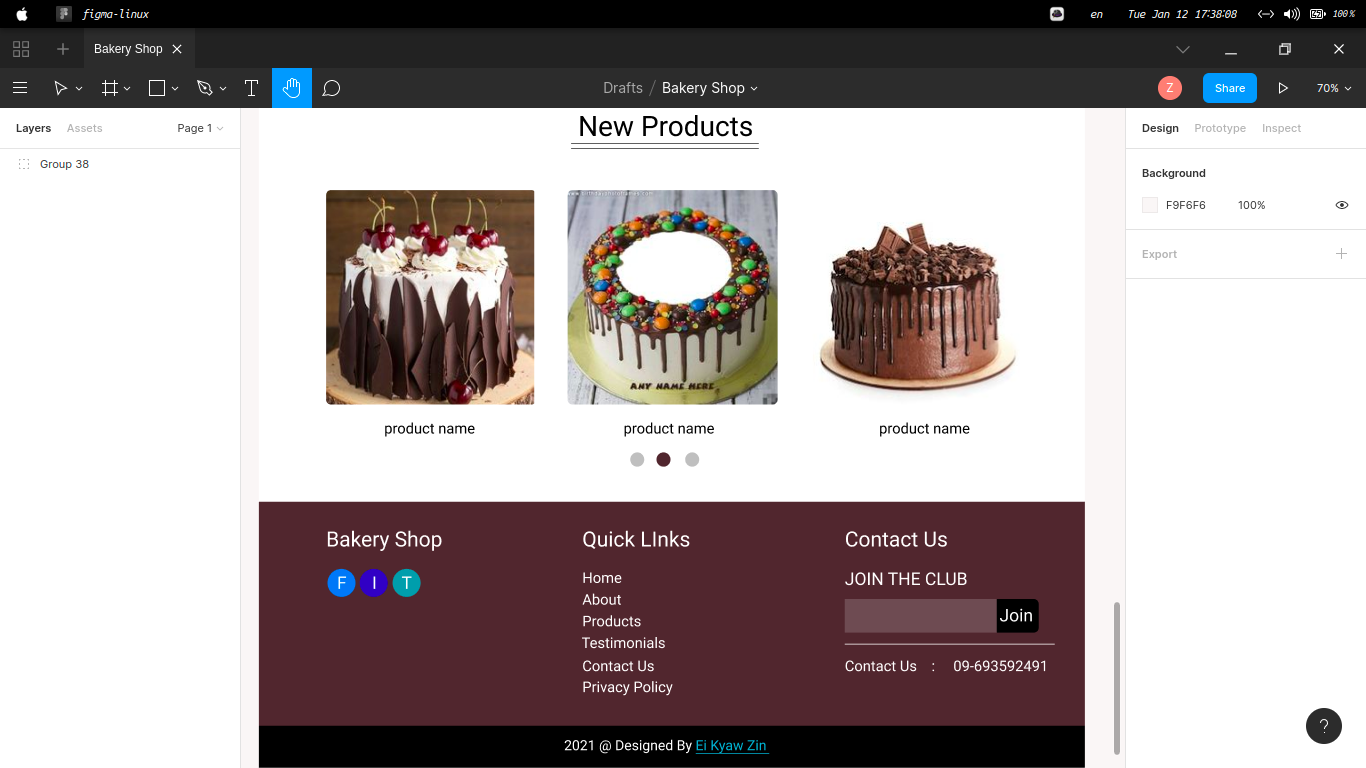 figma-linux
en
Tue Jan 12 17:38:08
100%
Bakery Shop
Drafts / Bakery Shop
Z
Share
70%
Layers
Assets
Page 1
Group 38
Design
Prototype
Inspect
Background
F9F6F6
100%
Export
New Products
ANY NAME HERE
product name
product name
product name
Bakery Shop
F I T
Quick LInks
Home
About
Products
Testimonials
Contact Us
Privacy Policy
Contact Us
JOIN THE CLUB
Join
Contact Us : 09-693592491
2021 @ Designed By Ei Kyaw Zin
?